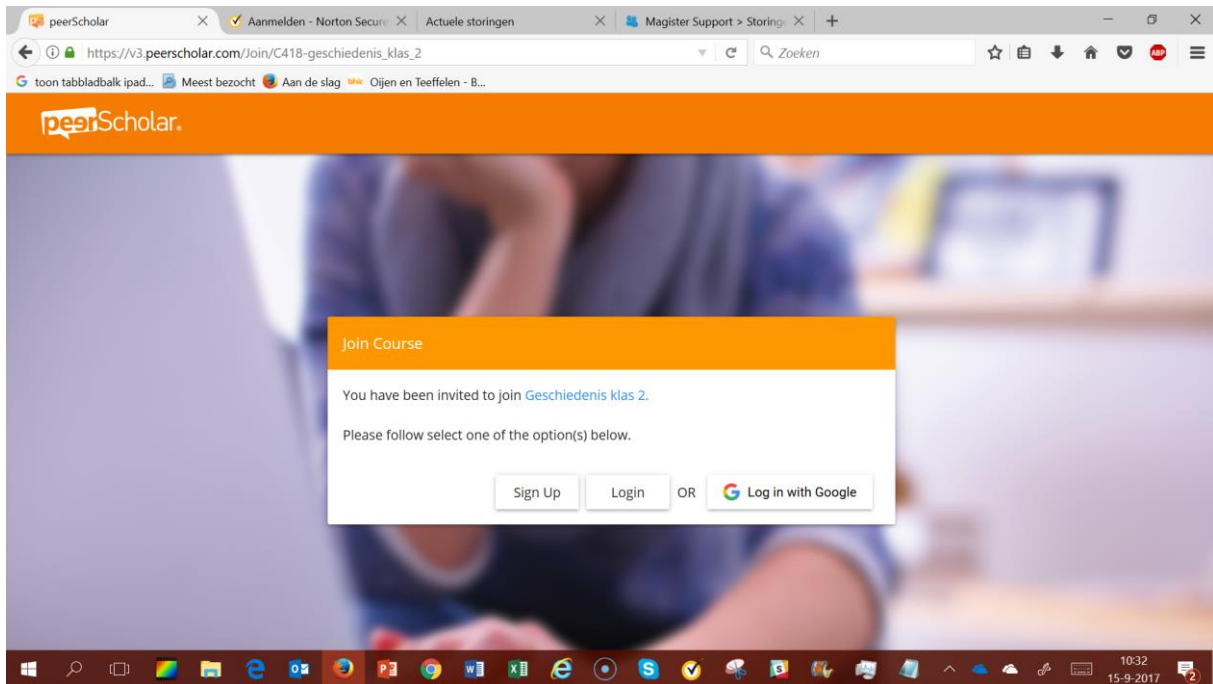 peerScholar
Aanmelden - Norton Secure
Actuele storingen
Magister Support > Storinge
https://v3.peerscholar.com/Join/C418-geschiedenis_klas_2
Zoeken
ABP
toon tabbladbalk ipad... Meest bezocht Aan de slag Oijen en Teeffelen - B...
peerScholar.
Join Course
You have been invited to join Geschiedenis klas 2.
Please follow select one of the option(s) below.
Sign Up Login OR Log in with Google
10:32
15-9-2017
2